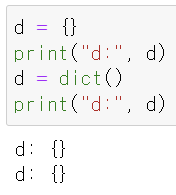 d = {}
print("d:", d)
d = dict()
print("d:", d)
d: {}
d: {}